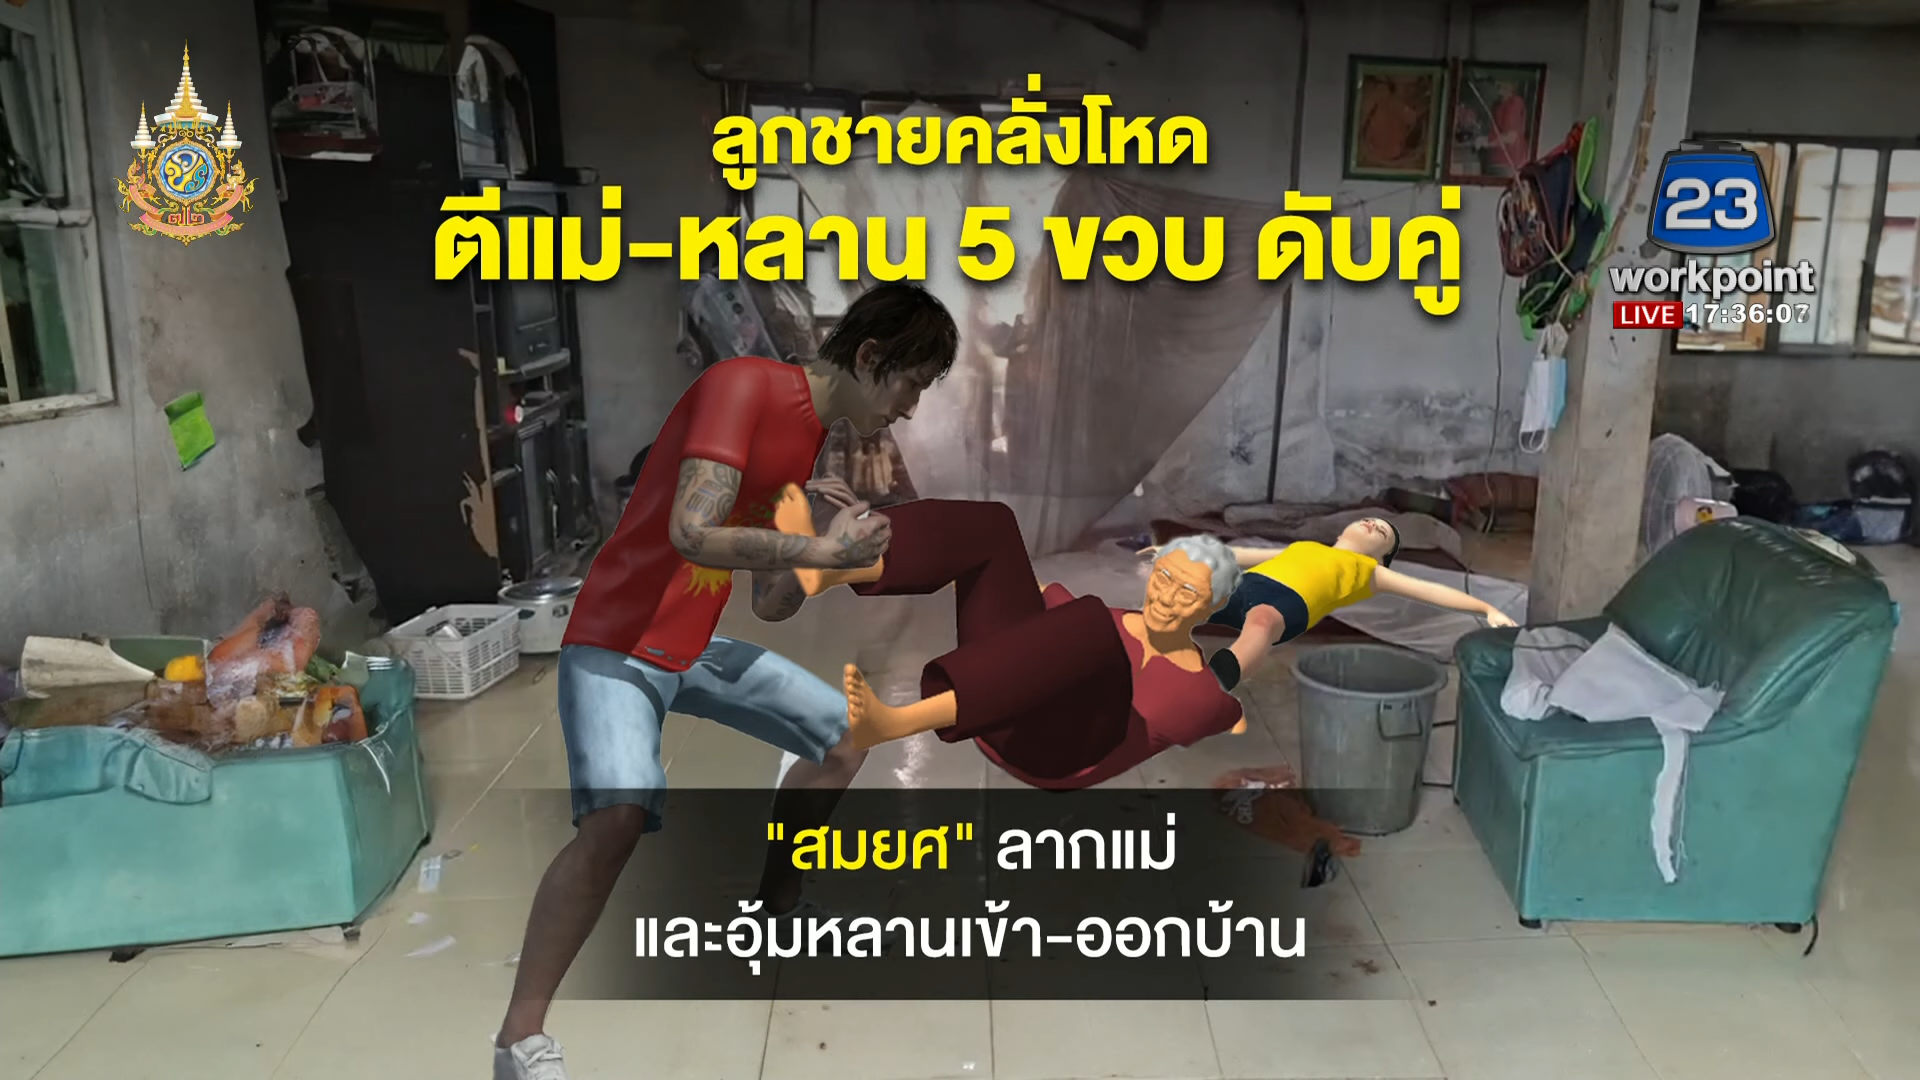 ลูกชายคลั่งโหด
ตีแม่-หลาน 5 ขวบ ดับคู่
23
workpoint
LIVE 17:36:07
๗๒
"สมยศ" ลากแม่
และอุ้มหลานเข้า-ออกบ้าน